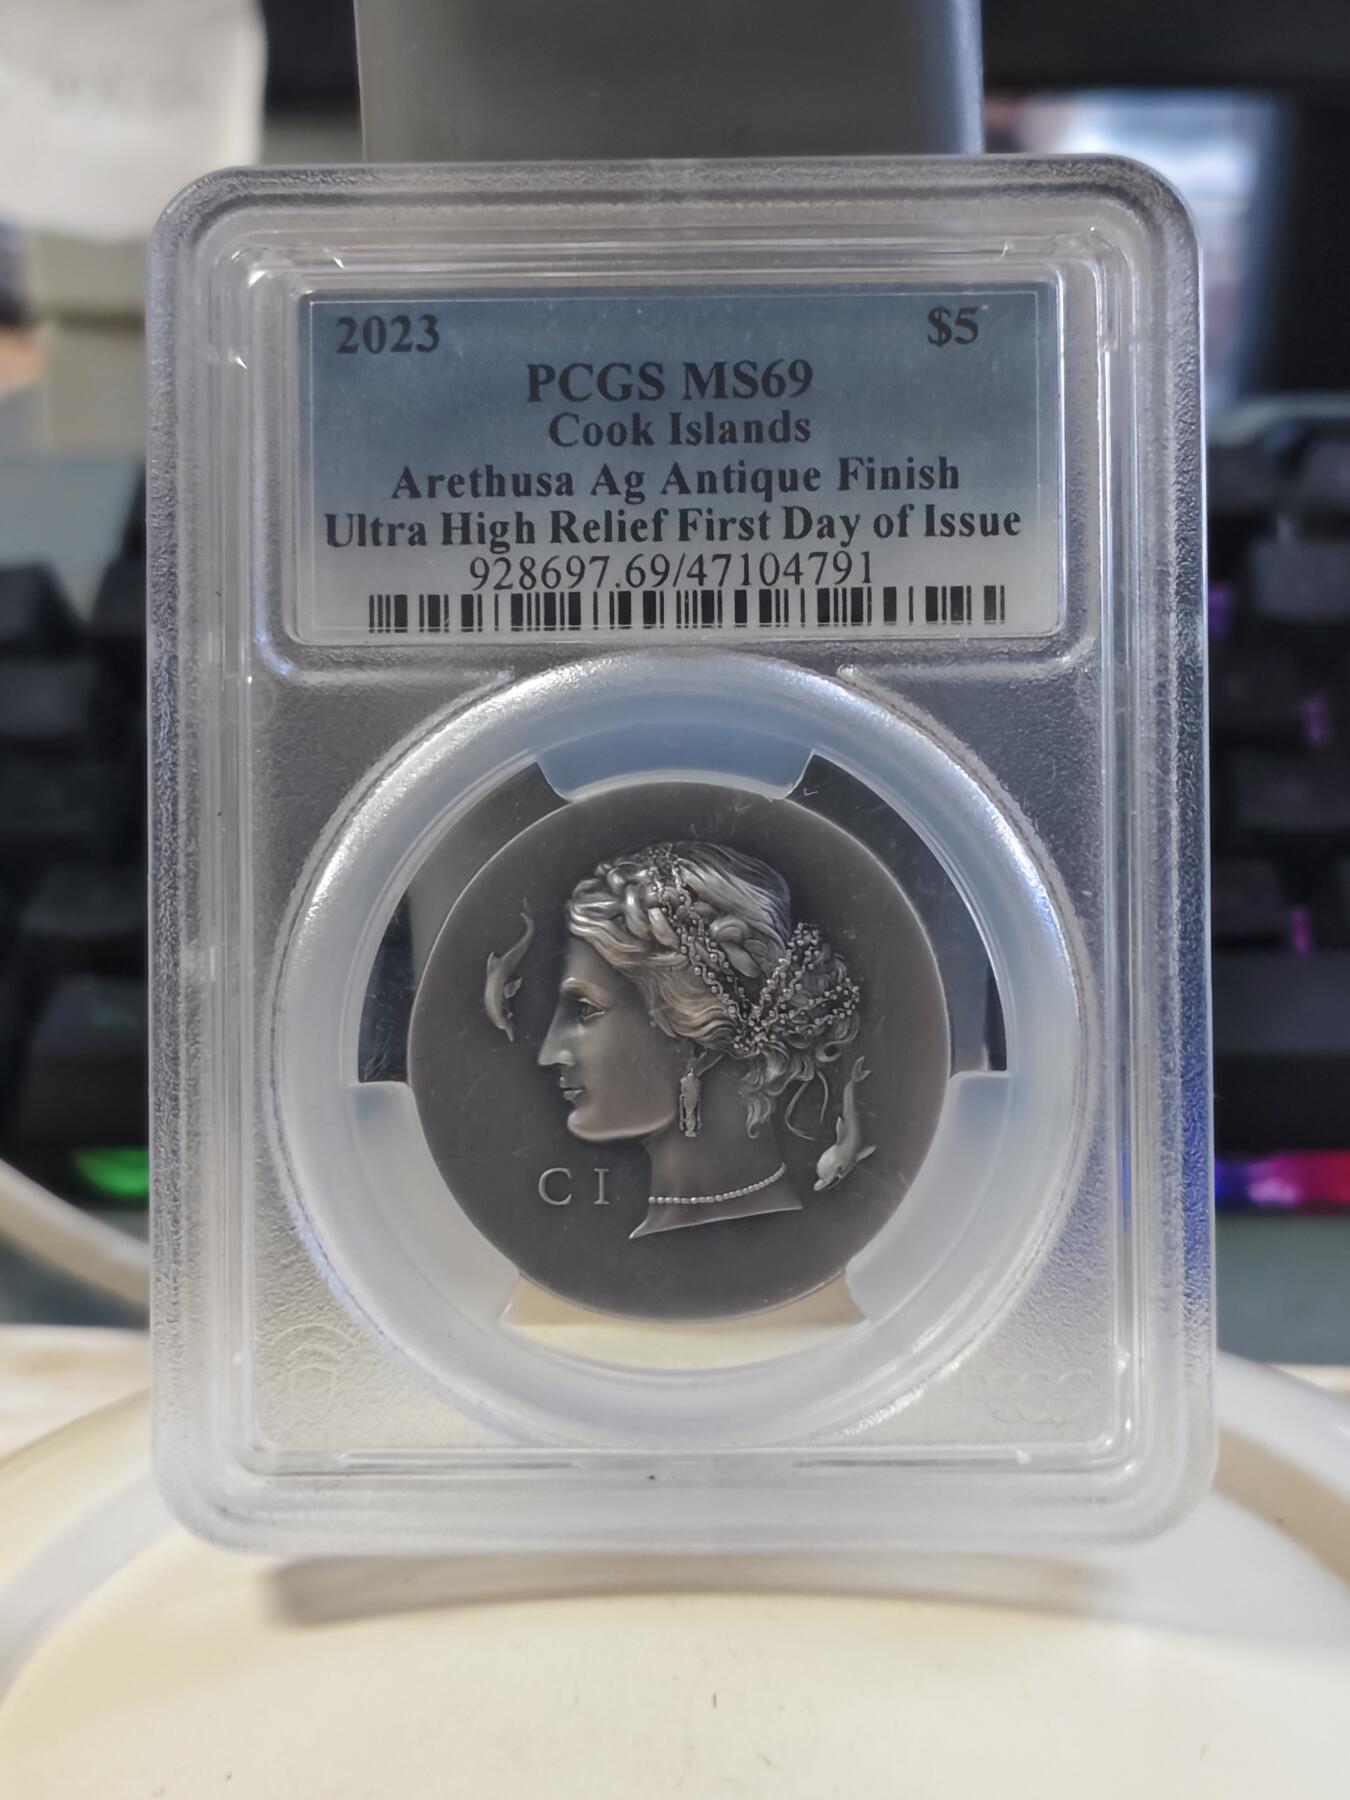 2023 $5
PCGS MS69
Cook Islands
Arethusa Ag Antique Finish
Ultra High Relief First Day of Issue
928697.69/47104791
C I